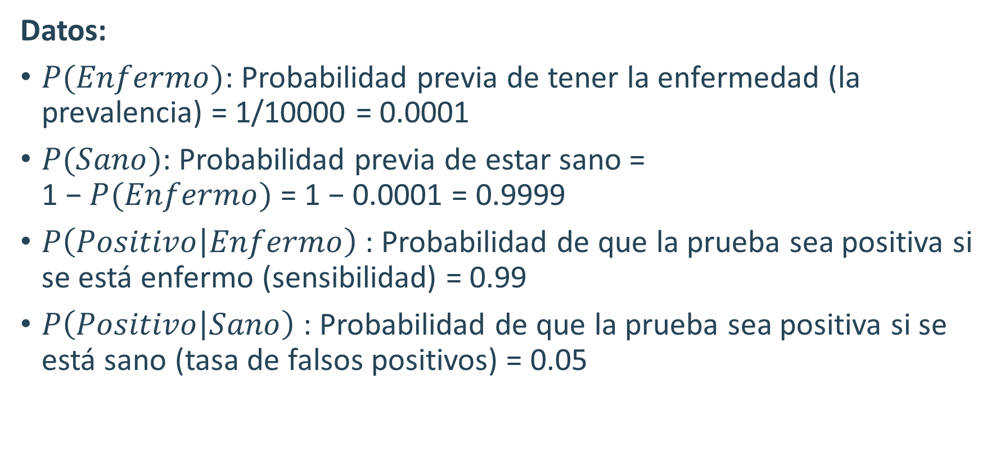 Datos:
• P(Enfermo): Probabilidad previa de tener la enfermedad (la
prevalencia) = 1/10000 = 0.0001
• P(Sano): Probabilidad previa de estar sano =
1 − P(Enfermo) = 1 − 0.0001 = 0.9999
• P(Positivo|Enfermo) : Probabilidad de que la prueba sea positiva si
se está enfermo (sensibilidad) = 0.99
• P(Positivo|Sano) : Probabilidad de que la prueba sea positiva si se
está sano (tasa de falsos positivos) = 0.05